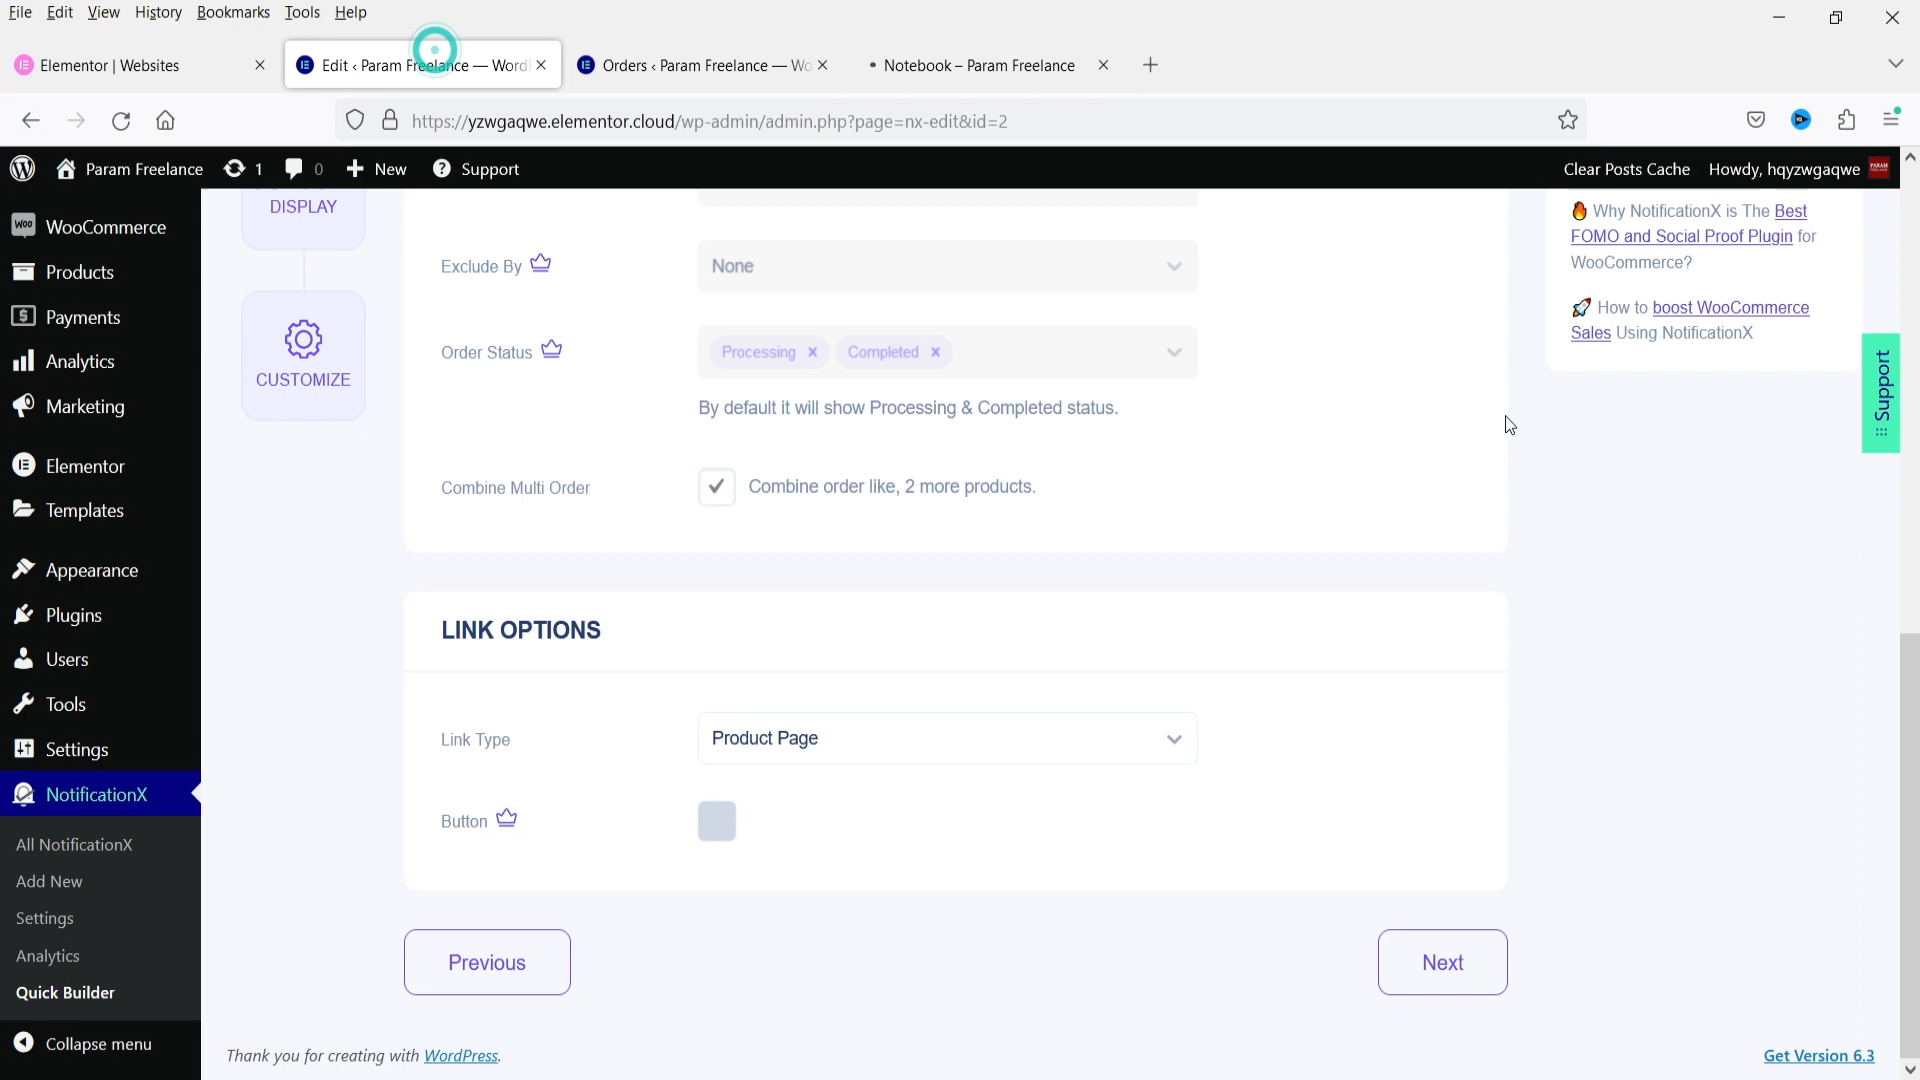 File Edit View History Bookmarks Tools Help
Elementor | Websites
Edit ‹ Param Freelance — Word
Orders ‹ Param Freelance — Wo
Notebook – Param Freelance
https://yzwgaqwe.elementor.cloud/wp-admin/admin.php?page=nx-edit&id=2
Param Freelance 1 0 New Support
Clear Posts Cache Howdy, hqyzwgaqwe
WooCommerce
Products
Payments
Analytics
Marketing
Elementor
Templates
Appearance
Plugins
Users
Tools
Settings
NotificationX
All NotificationX
Add New
Settings
Analytics
Quick Builder
Collapse menu
DISPLAY
CUSTOMIZE
Exclude By
None
Order Status
Processing × Completed ×
By default it will show Processing & Completed status.
Combine Multi Order
Combine order like, 2 more products.
LINK OPTIONS
Link Type
Product Page
Button
Previous
Next
Why NotificationX is The Best
FOMO and Social Proof Plugin for
WooCommerce?
How to boost WooCommerce
Sales Using NotificationX
Support
Thank you for creating with WordPress.
Get Version 6.3